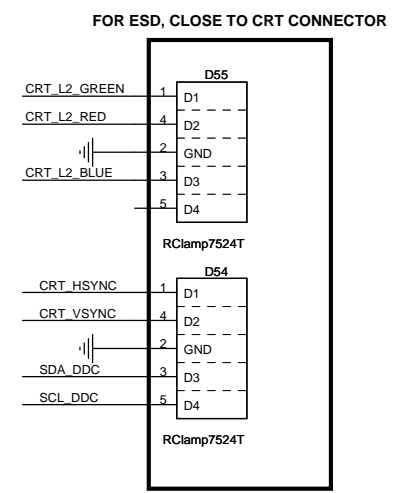 FOR ESD, CLOSE TO CRT CONNECTOR
D55
CRT_L2_GREEN 1 D1
CRT_L2_RED 4 D2
2 GND
CRT_L2_BLUE 3 D3
5 D4
RClamp7524T
D54
CRT_HSYNC 1 D1
CRT_VSYNC 4 D2
2 GND
SDA_DDC 3 D3
SCL_DDC 5 D4
RClamp7524T